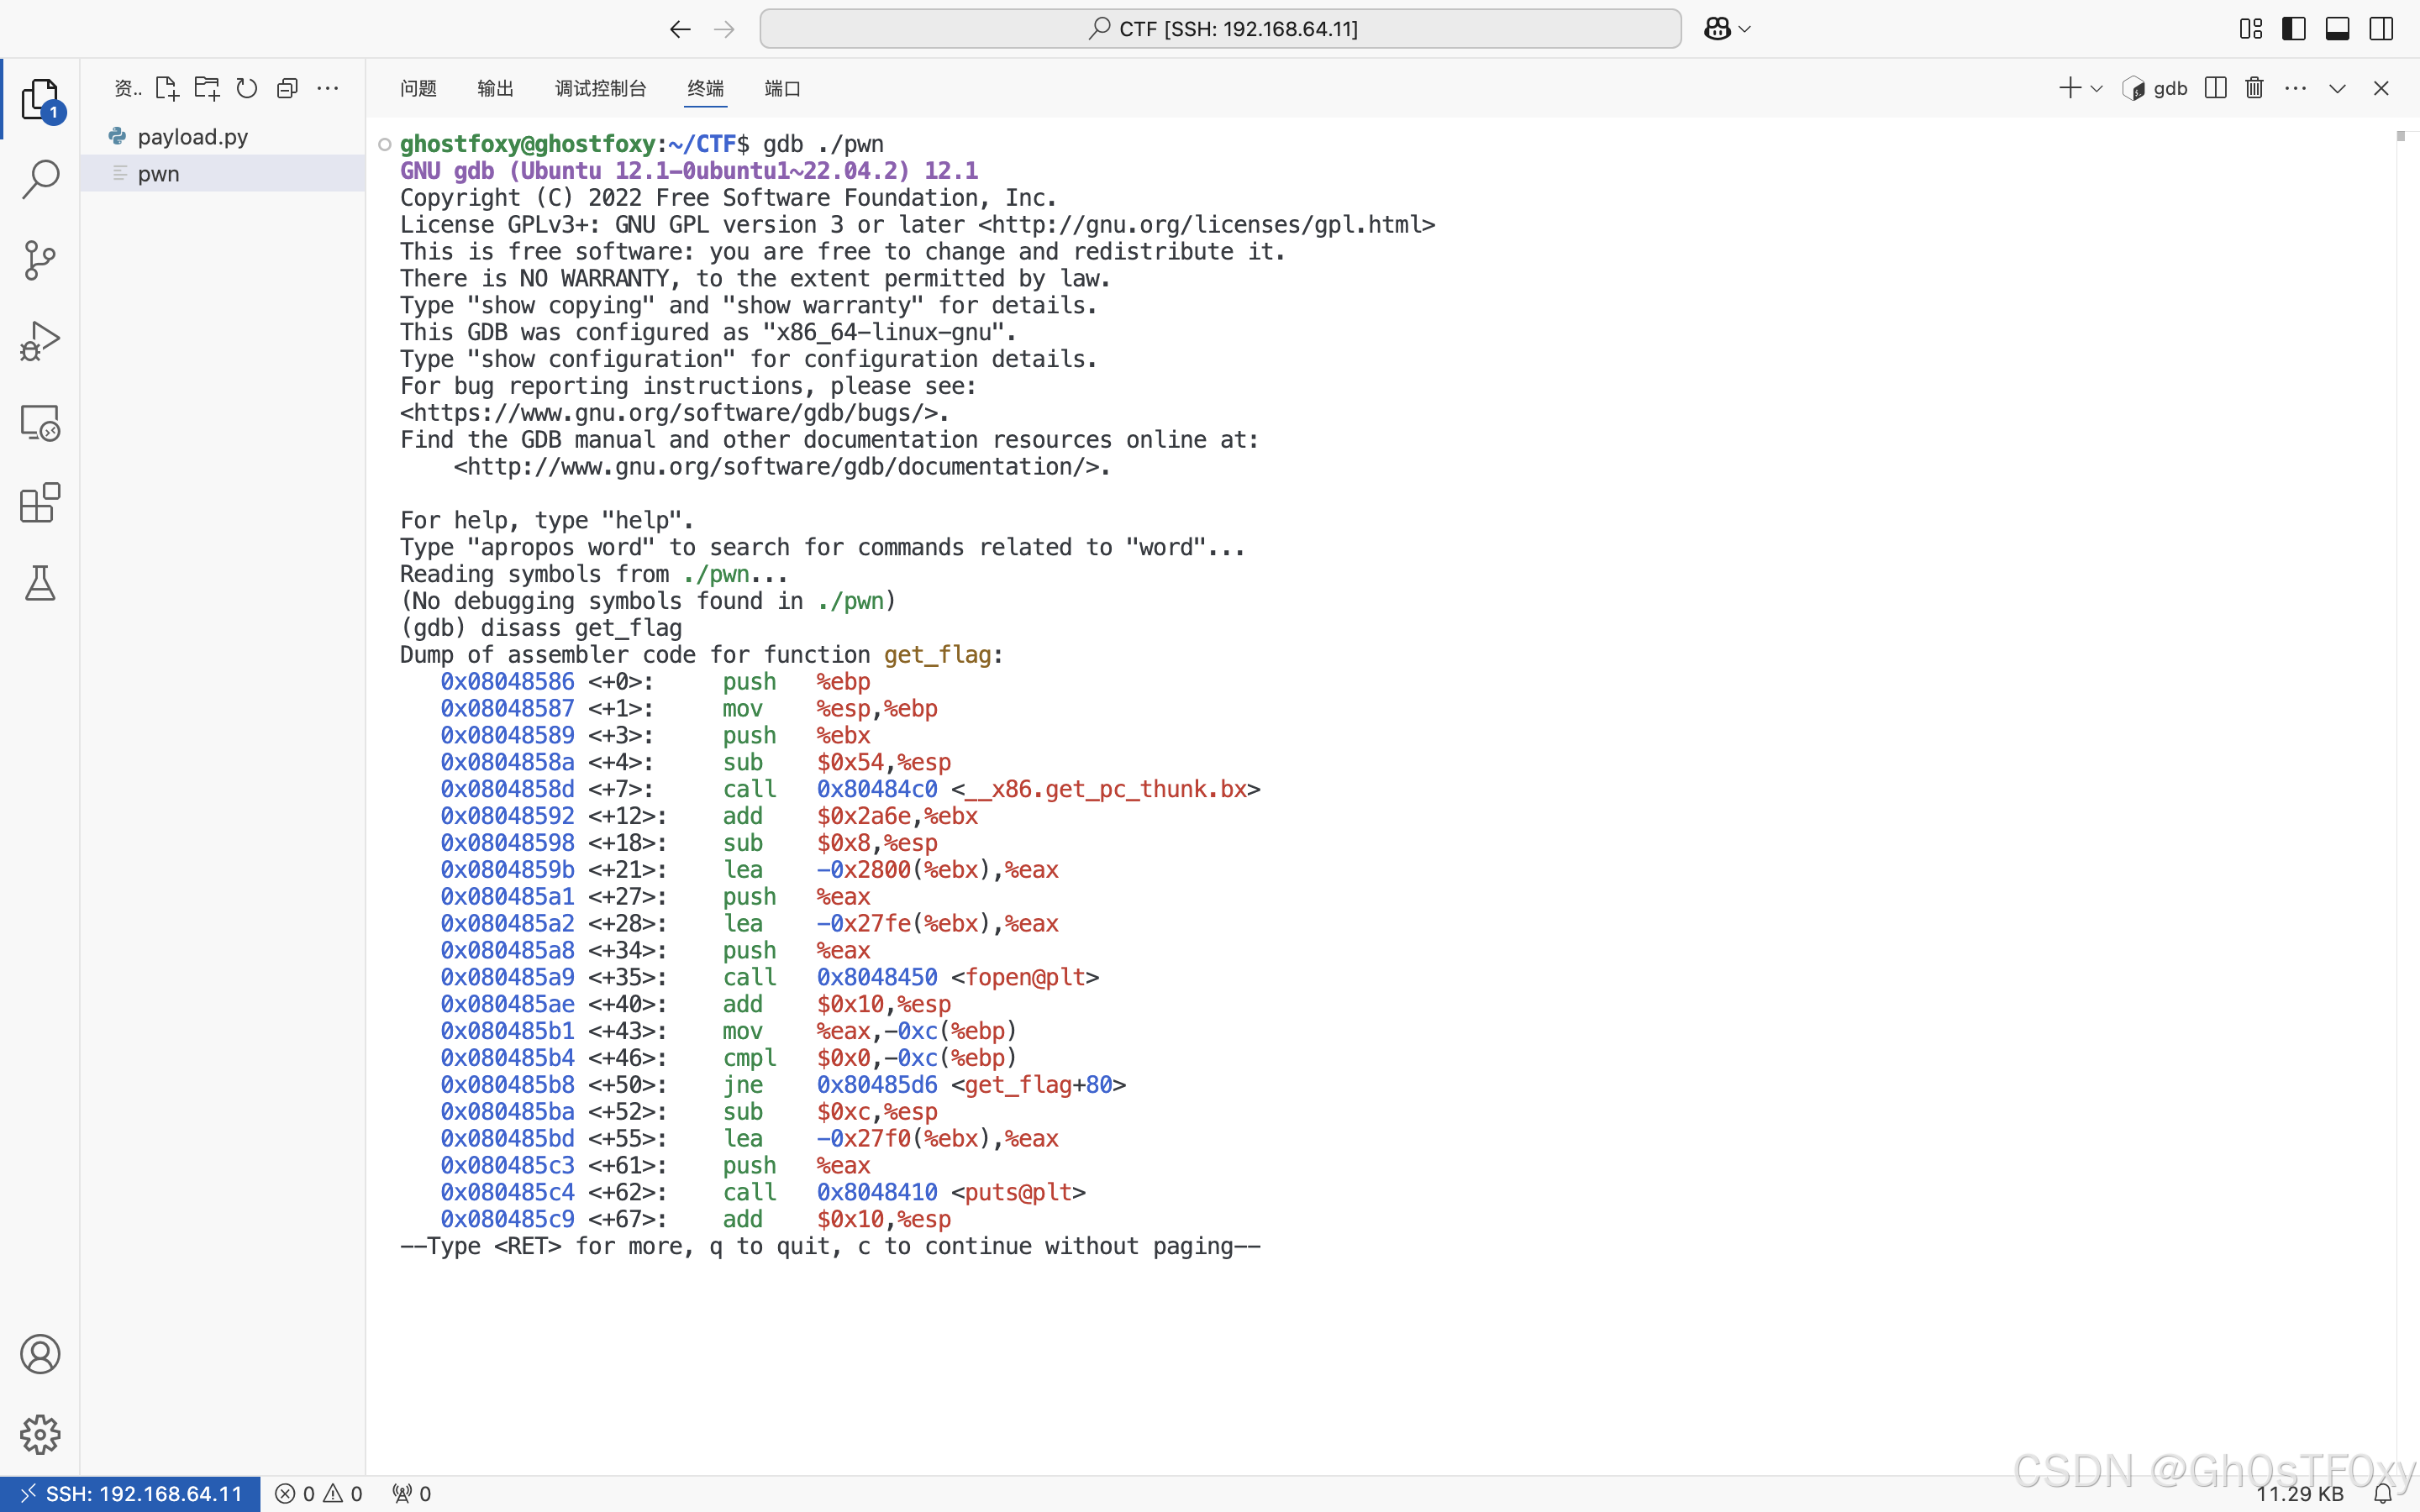 CTF [SSH: 192.168.64.11]
资..
1
payload.py
pwn
问题 输出 调试控制台 终端 端口
gdb
ghostfoxy@ghostfoxy:~/CTF$ gdb ./pwn
GNU gdb (Ubuntu 12.1-0ubuntu1~22.04.2) 12.1
Copyright (C) 2022 Free Software Foundation, Inc.
License GPLv3+: GNU GPL version 3 or later <http://gnu.org/licenses/gpl.html>
This is free software: you are free to change and redistribute it.
There is NO WARRANTY, to the extent permitted by law.
Type "show copying" and "show warranty" for details.
This GDB was configured as "x86_64-linux-gnu".
Type "show configuration" for configuration details.
For bug reporting instructions, please see:
<https://www.gnu.org/software/gdb/bugs/>.
Find the GDB manual and other documentation resources online at:
    <http://www.gnu.org/software/gdb/documentation/>.

For help, type "help".
Type "apropos word" to search for commands related to "word"...
Reading symbols from ./pwn...
(No debugging symbols found in ./pwn)
(gdb) disass get_flag
Dump of assembler code for function get_flag:
   0x08048586 <+0>:     push   %ebp
   0x08048587 <+1>:     mov    %esp,%ebp
   0x08048589 <+3>:     push   %ebx
   0x0804858a <+4>:     sub    $0x54,%esp
   0x0804858d <+7>:     call   0x80484c0 <__x86.get_pc_thunk.bx>
   0x08048592 <+12>:    add    $0x2a6e,%ebx
   0x08048598 <+18>:    sub    $0x8,%esp
   0x0804859b <+21>:    lea    -0x2800(%ebx),%eax
   0x080485a1 <+27>:    push   %eax
   0x080485a2 <+28>:    lea    -0x27fe(%ebx),%eax
   0x080485a8 <+34>:    push   %eax
   0x080485a9 <+35>:    call   0x8048450 <fopen@plt>
   0x080485ae <+40>:    add    $0x10,%esp
   0x080485b1 <+43>:    mov    %eax,-0xc(%ebp)
   0x080485b4 <+46>:    cmpl   $0x0,-0xc(%ebp)
   0x080485b8 <+50>:    jne    0x80485d6 <get_flag+80>
   0x080485ba <+52>:    sub    $0xc,%esp
   0x080485bd <+55>:    lea    -0x27f0(%ebx),%eax
   0x080485c3 <+61>:    push   %eax
   0x080485c4 <+62>:    call   0x8048410 <puts@plt>
   0x080485c9 <+67>:    add    $0x10,%esp
--Type <RET> for more, q to quit, c to continue without paging--
CSDN @Gh0sTF0xy
SSH: 192.168.64.11 0 0 0 11.29 KB